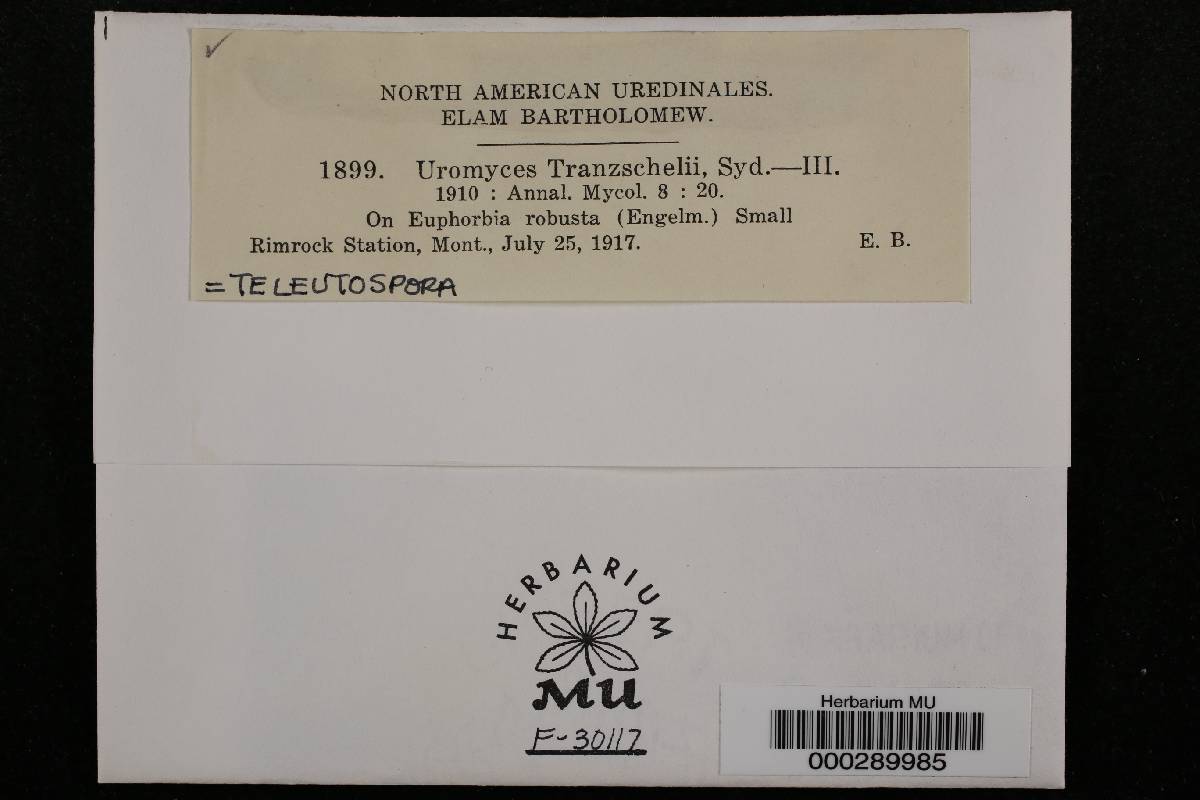 NORTH AMERICAN UREDINALES.
ELAM BARTHOLOMEW.
1899. Uromyces Tranzschelii, Syd.—III.
1910 : Annal. Mycol. 8 : 20.
On Euphorbia robusta (Engelm.) Small
Rimrock Station, Mont., July 25, 1917. E. B.
= TELEUTOSPORA
HERBARIUM
MU
F-30117
Herbarium MU
000289985